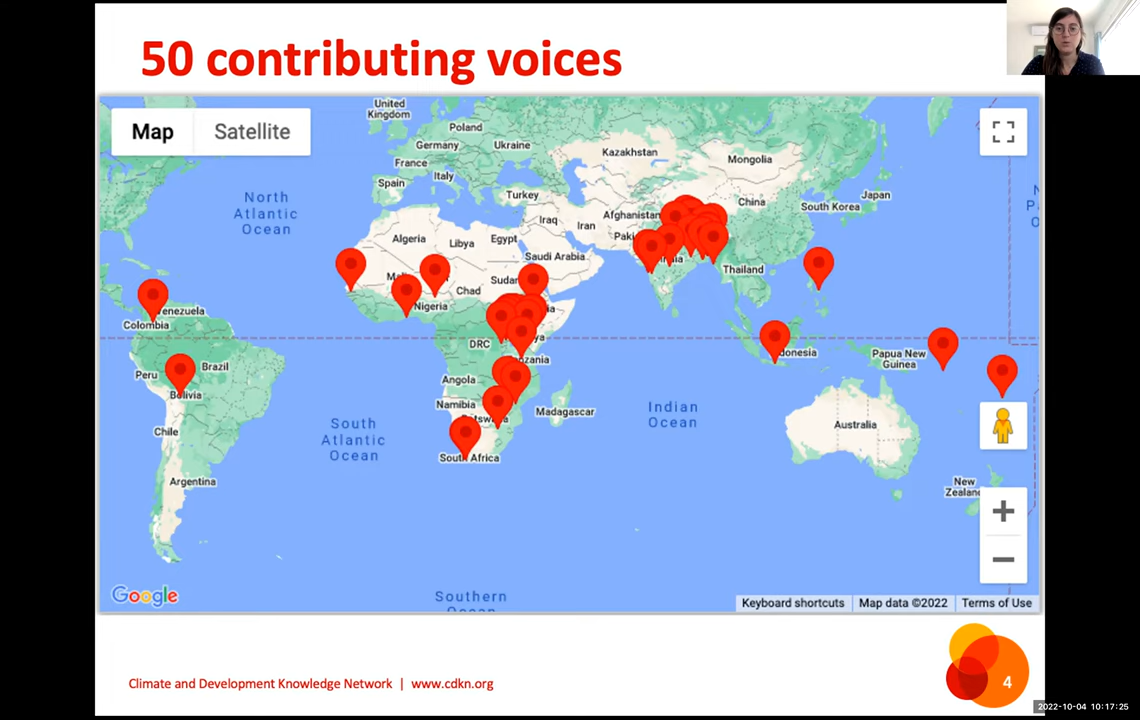 50 contributing voices
Map
Satellite
United
Kingdom
Poland
Germany
Ukraine
France
Italy
Spain
Turkey
Kazakhstan
Mongolia
North
Atlantic
Ocean
Afghanistan
China
Japan
South Korea
Iraq
Iran
Algeria
Libya
Egypt
Saudi Arabia
Thailand
Chad
Nigeria
Venezuela
Colombia
DRC
Papua New
Guinea
Peru
Brazil
Bolivia
Angola
Namibia
Madagascar
Indian
Ocean
South
Atlantic
Ocean
Chile
Australia
South Africa
Argentina
New
Southern
Google
Keyboard shortcuts
Map data ©2022
Terms of Use
Climate and Development Knowledge Network | www.cdkn.org
4
2022-10-04 10:17:25